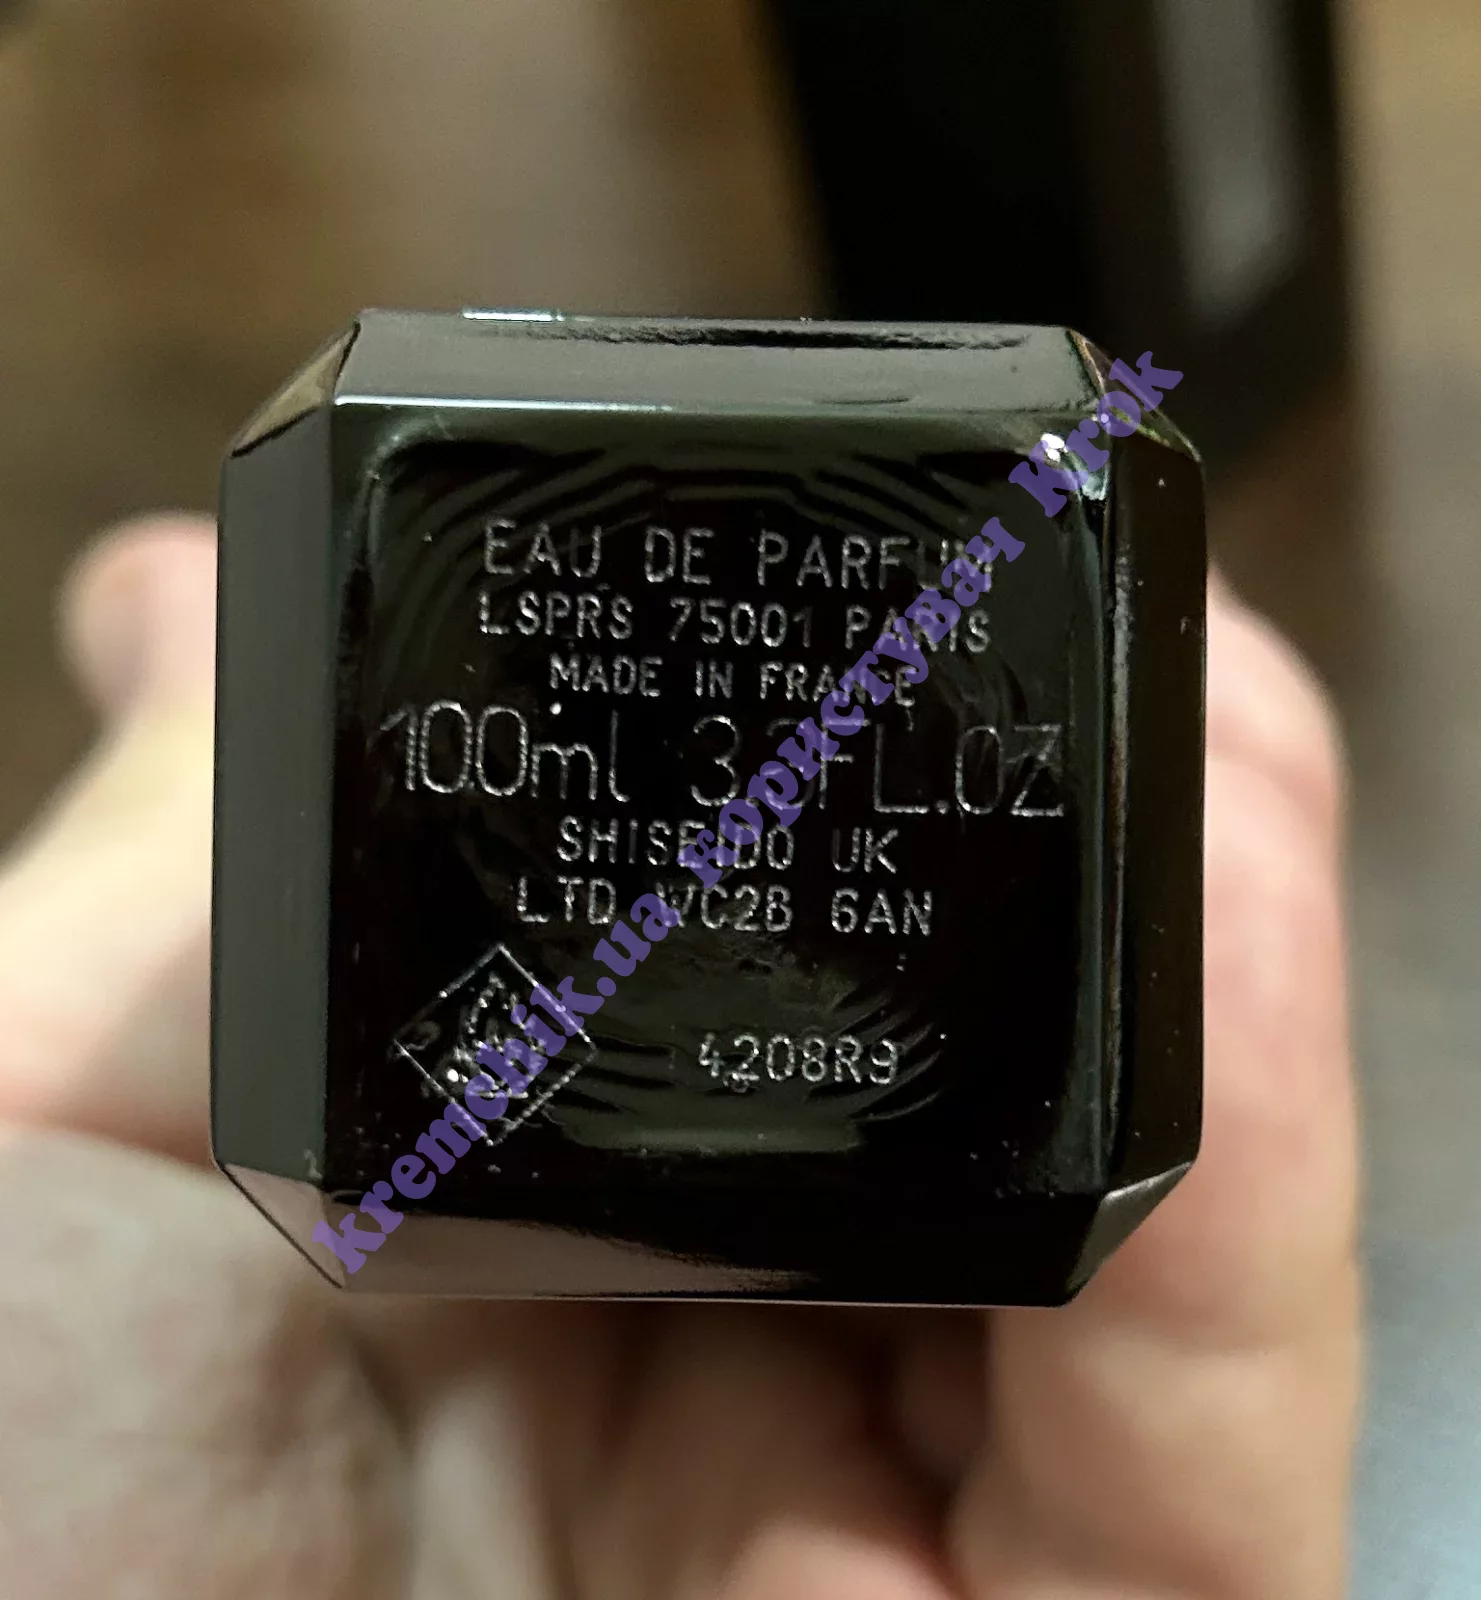 EAU DE PARFUM
LSPRS 75001 PARIS
MADE IN FRANCE
100ml 3.3FL.OZ
SHISEIDO UK
LTD WC2B 6AN
4208R9
kremchik.ua користувач Krok